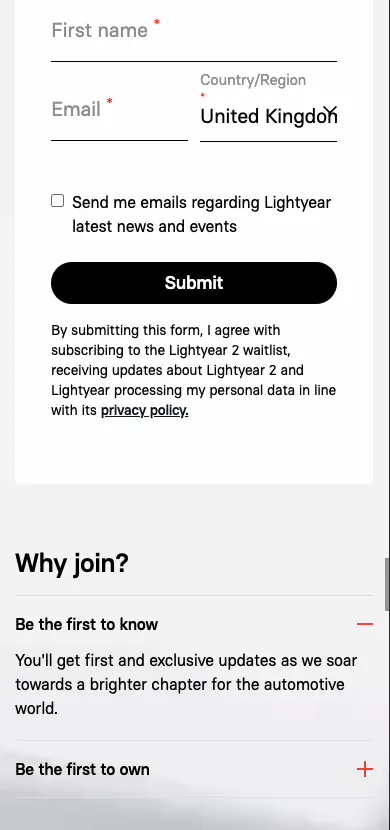 First name *
Country/Region
*
Email *
United Kingdom
Send me emails regarding Lightyear
latest news and events
Submit
By submitting this form, I agree with
subscribing to the Lightyear 2 waitlist,
receiving updates about Lightyear 2 and
Lightyear processing my personal data in line
with its privacy policy.
Why join?
Be the first to know
You'll get first and exclusive updates as we soar
towards a brighter chapter for the automotive
world.
Be the first to own